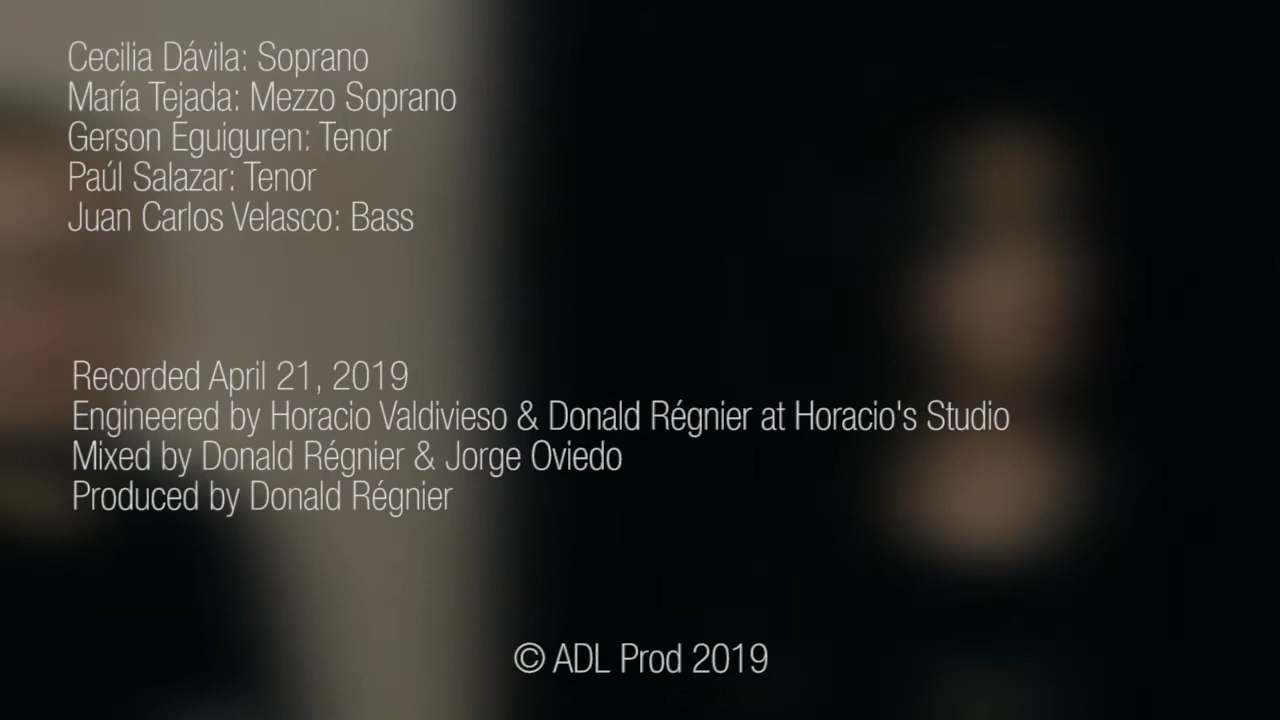 Cecilia Dávila: Soprano
María Tejada: Mezzo Soprano
Gerson Eguiguren: Tenor
Paúl Salazar: Tenor
Juan Carlos Velasco: Bass
Recorded April 21, 2019
Engineered by Horacio Valdivieso & Donald Régnier at Horacio's Studio
Mixed by Donald Régnier & Jorge Oviedo
Produced by Donald Régnier
© ADL Prod 2019